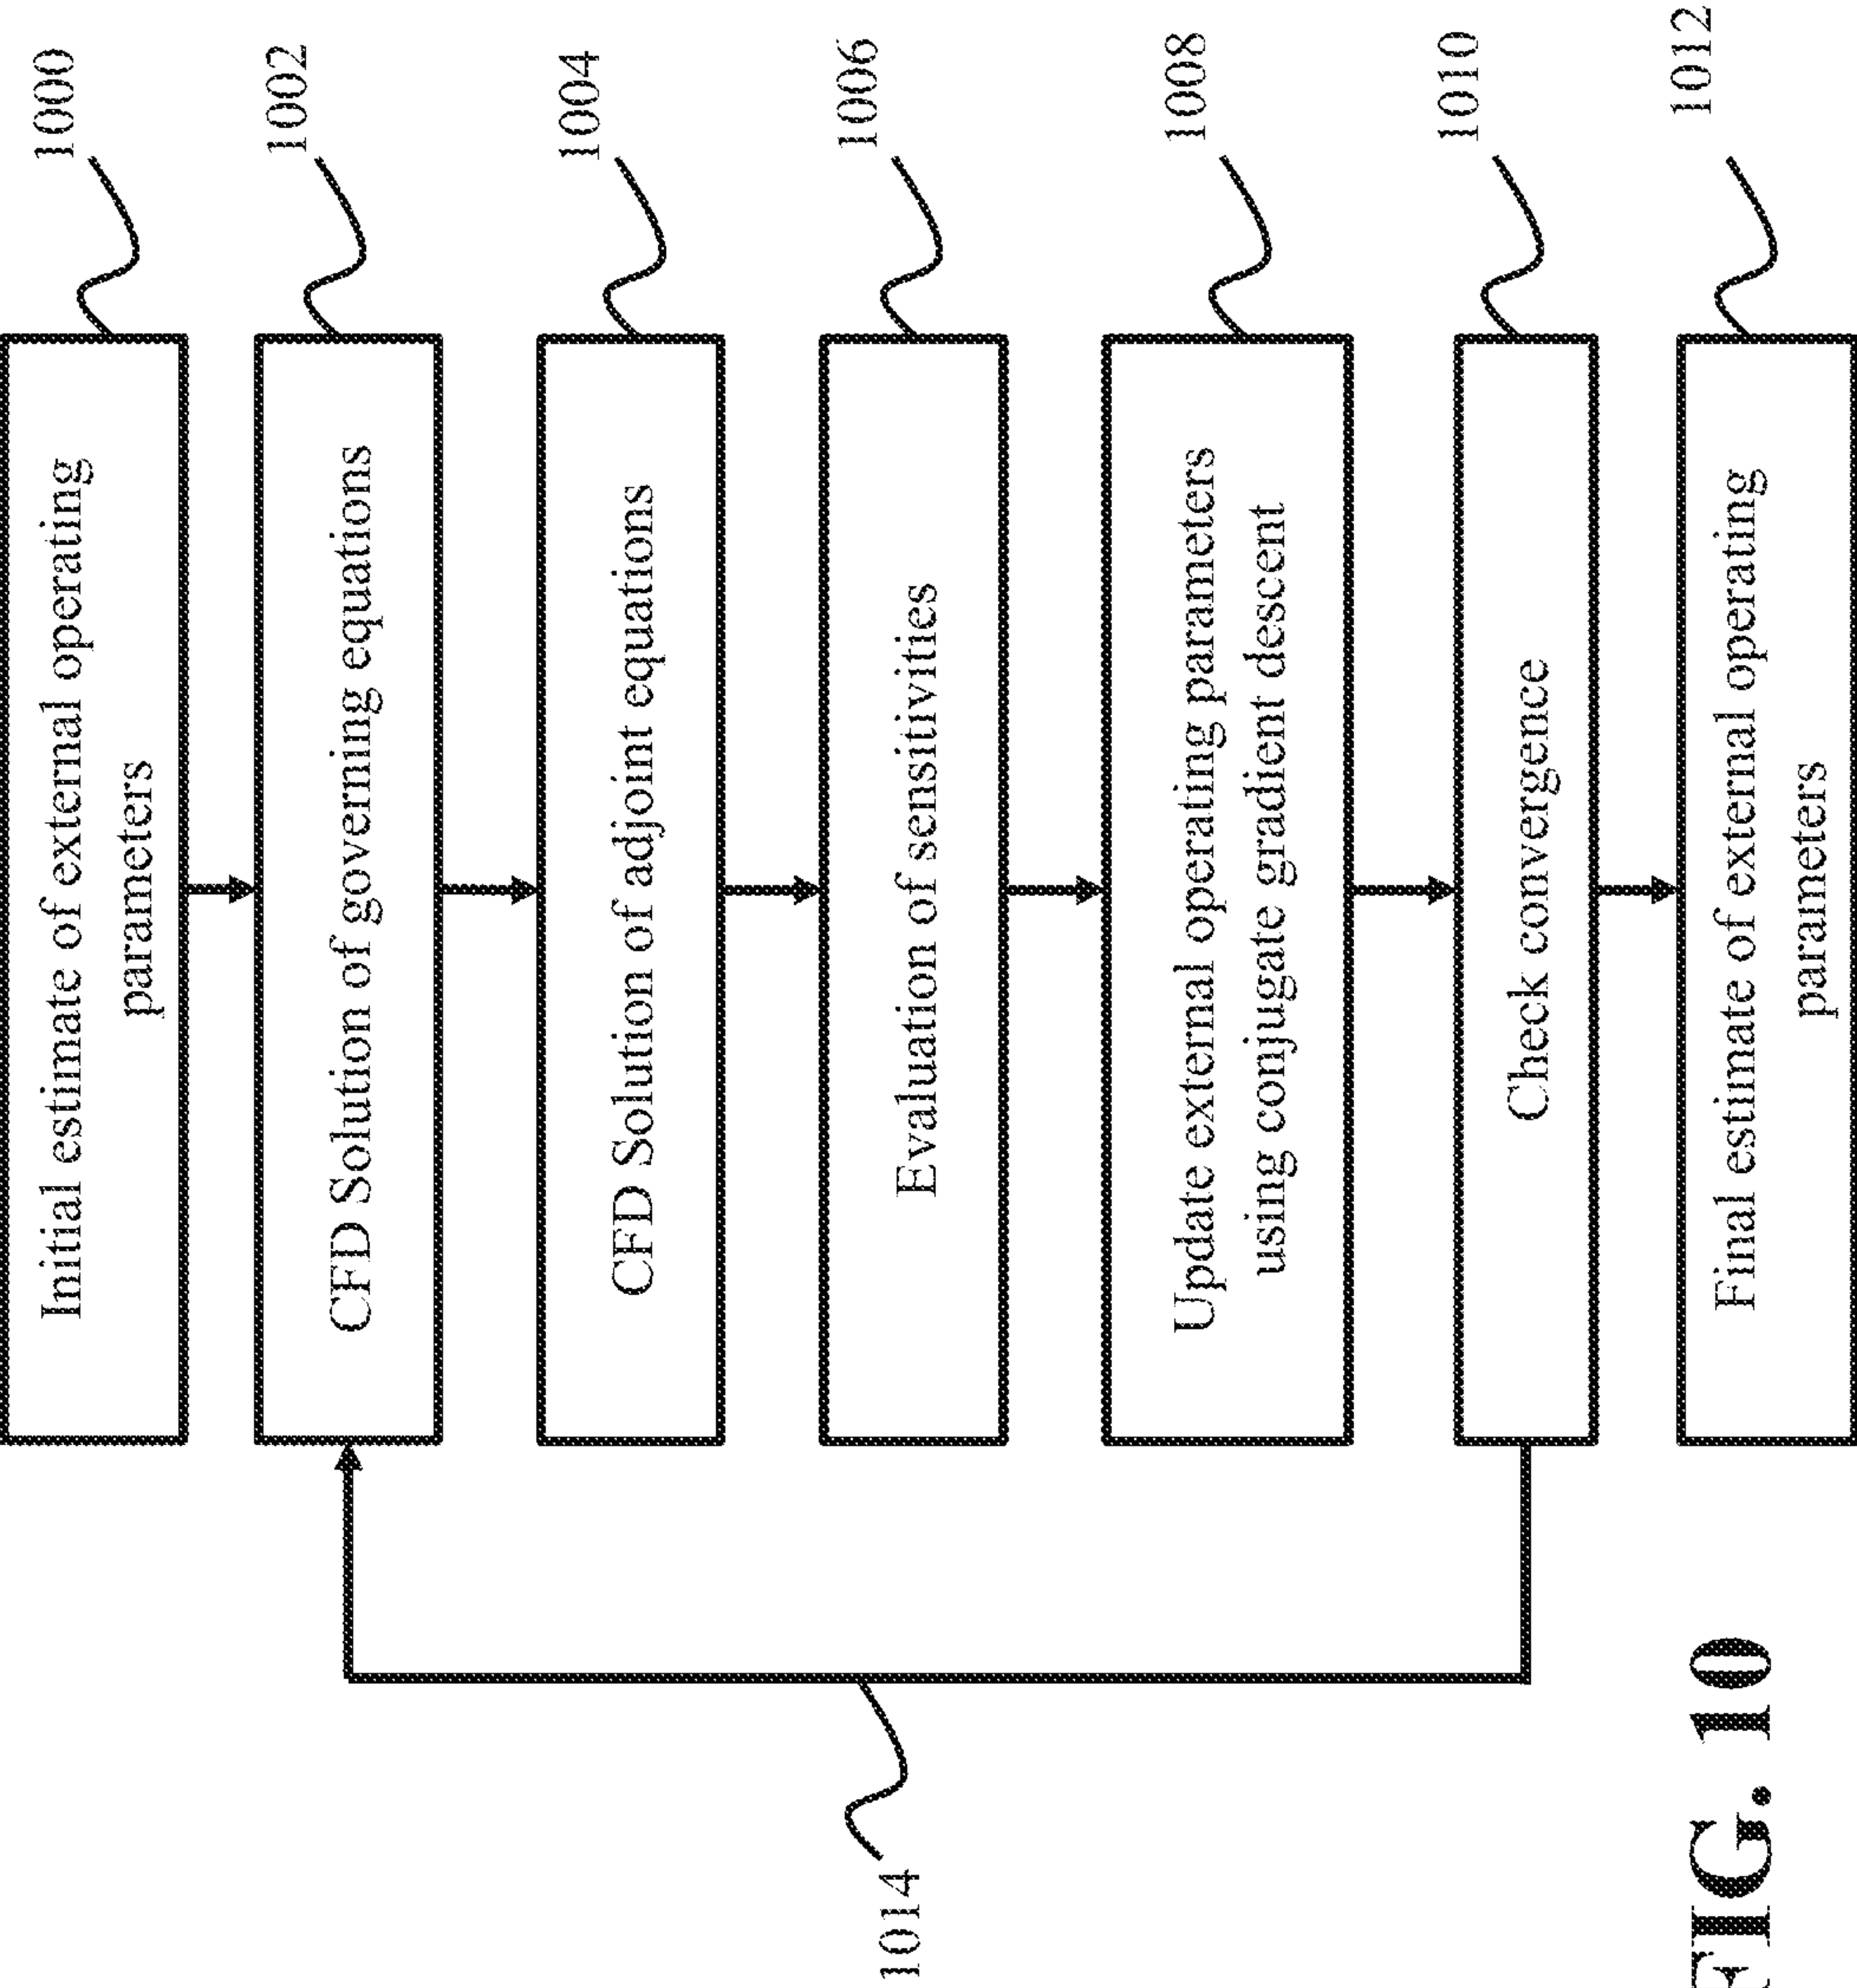 Initial estimate of external operating
parameters
1000
CFD Solution of governing equations
1002
CFD Solution of adjoint equations
1004
Evaluation of sensitivities
1006
Update external operating parameters
using conjugate gradient descent
1008
Check convergence
1010
Final estimate of external operating
parameters
1012
1014
FIG. 10